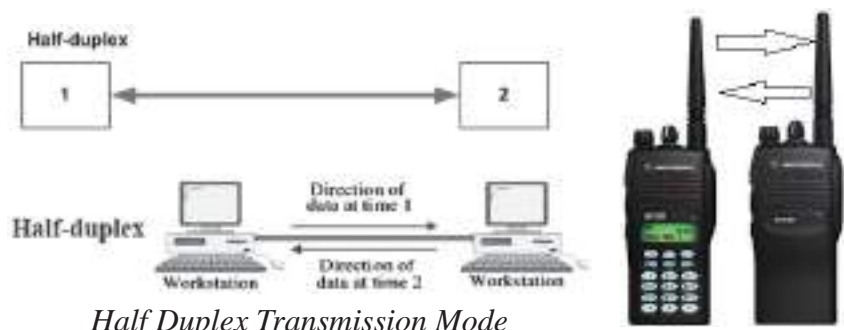 Half-duplex
1
2
Half-duplex
Direction of
data at time 1
Direction of
data at time 2
Workstation
Workstation
Half Duplex Transmission Mode